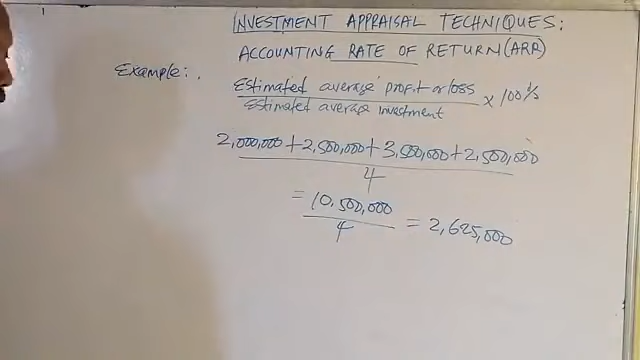 INVESTMENT APPRAISAL TECHNIQUES:
ACCOUNTING RATE OF RETURN (ARR)
Example:.
Estimated average profit or loss
Estimated average investment × 100%
2,000,000 + 2,500,000 + 3,500,000 + 2,500,000
4
= 10,500,000
4 = 2,625,000